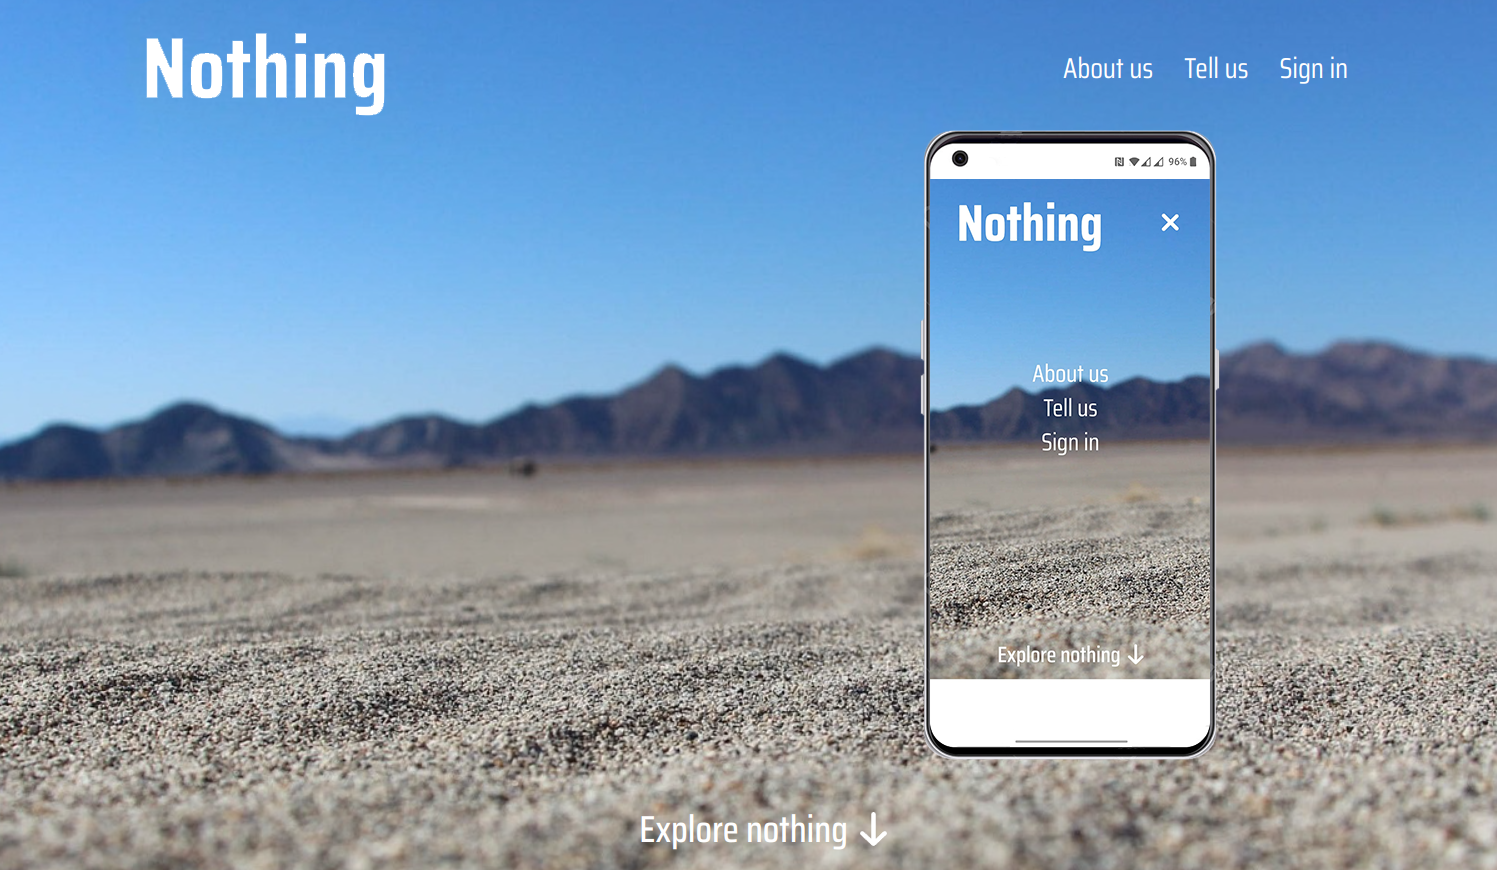 Nothing
About us Tell us Sign in
96%
Nothing
About us
Tell us
Sign in
Explore nothing
Explore nothing